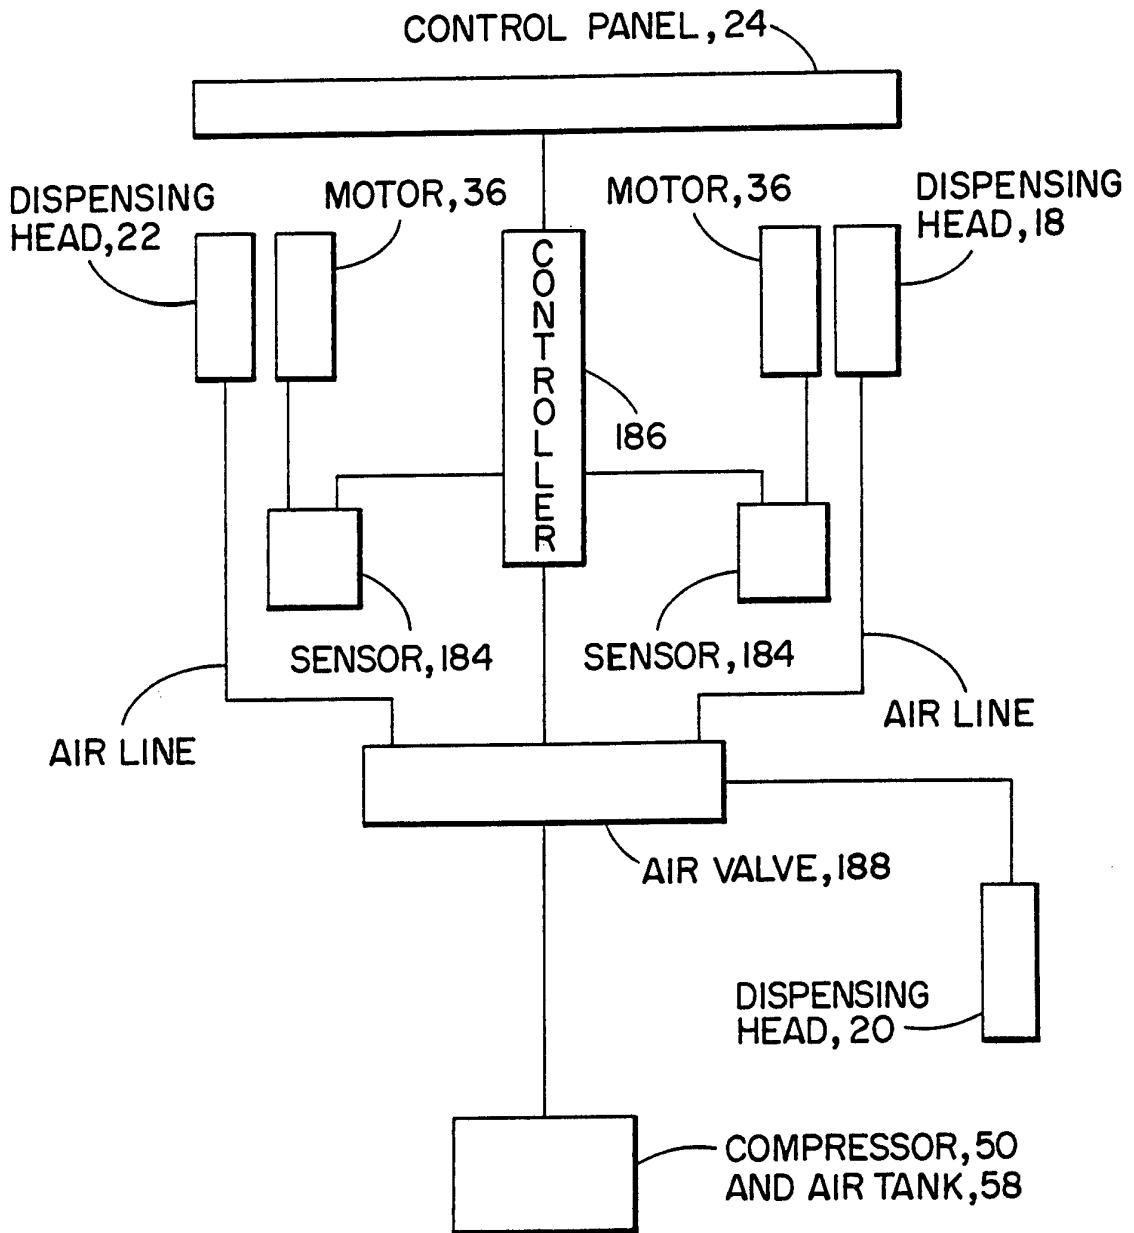 CONTROL PANEL, 24
DISPENSING
HEAD, 22
MOTOR, 36
MOTOR, 36
DISPENSING
HEAD, 18
CONTROLLER
186
SENSOR, 184
SENSOR, 184
AIR LINE
AIR LINE
AIR VALVE, 188
DISPENSING
HEAD, 20
COMPRESSOR, 50
AND AIR TANK, 58